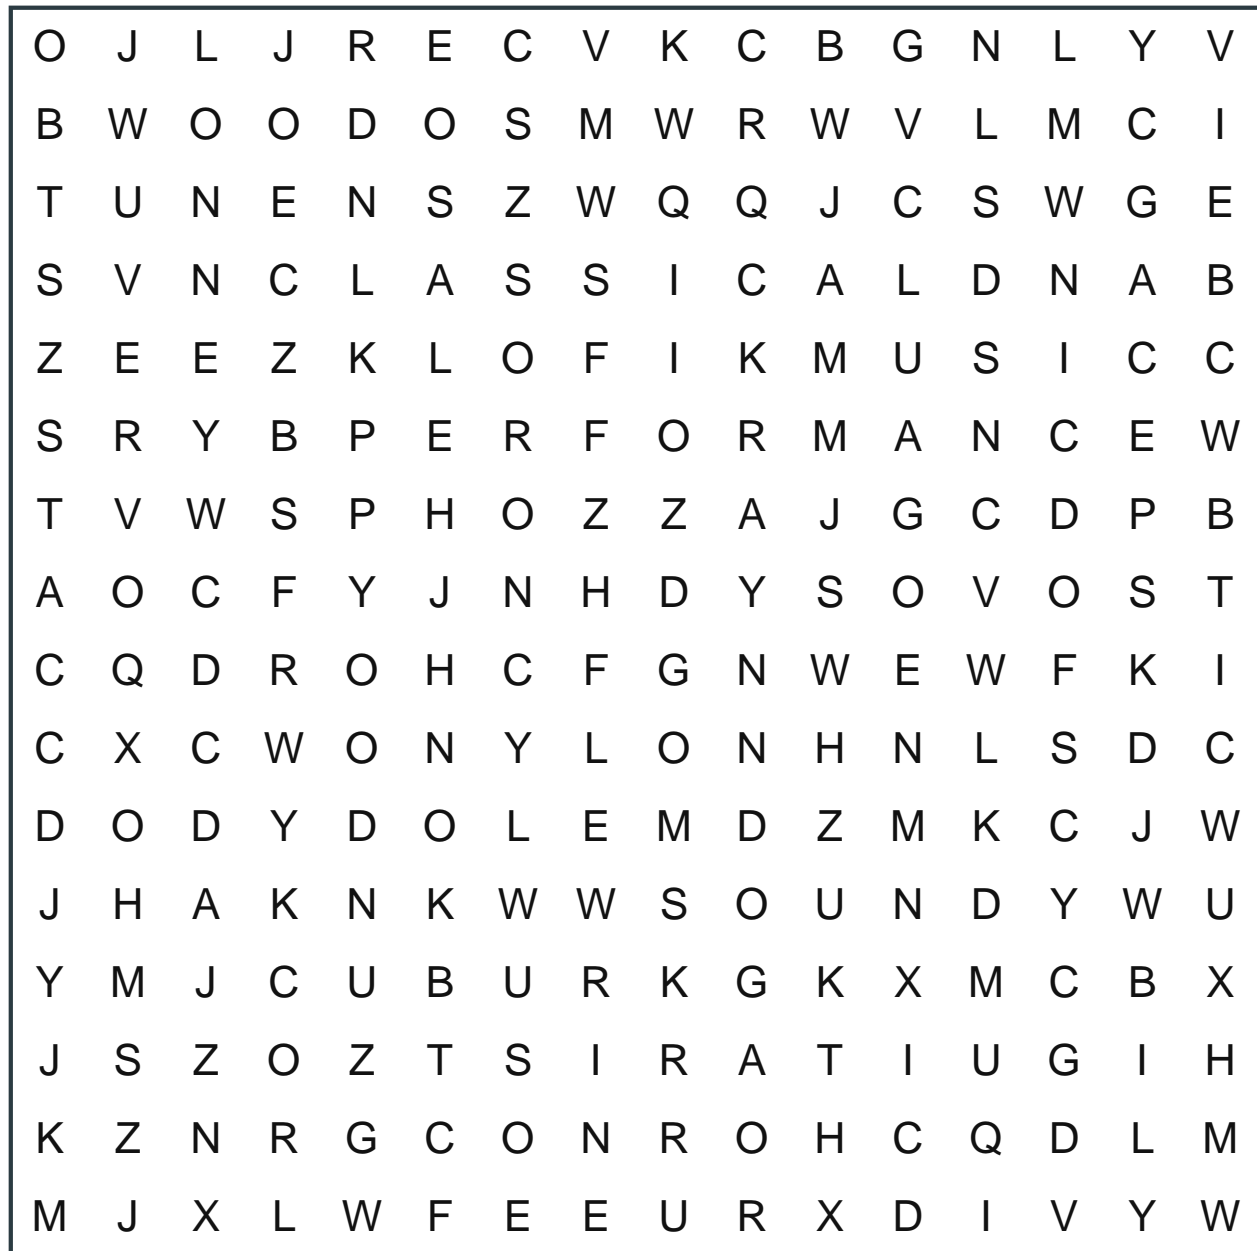 O J L J R E C V K C B G N L Y V
B W O O D O S M W R W V L M C I
T U N E N S Z W Q Q J C S W G E
S V N C L A S S I C A L D N A B
Z E E Z K L O F I K M U S I C C
S R Y B P E R F O R M A N C E W
T V W S P H O Z Z A J G C D P B
A O C F Y J N H D Y S O V O S T
C Q D R O H C F G N W E W F K I
C X C W O N Y L O N H N L S D C
D O D Y D O L E M D Z M K C J W
J H A K N K W W S O U N D Y W U
Y M J C U B U R K G K X M C B X
J S Z O Z T S I R A T I U G I H
K Z N R G C O N R O H C Q D L M
M J X L W F E E U R X D I V Y W